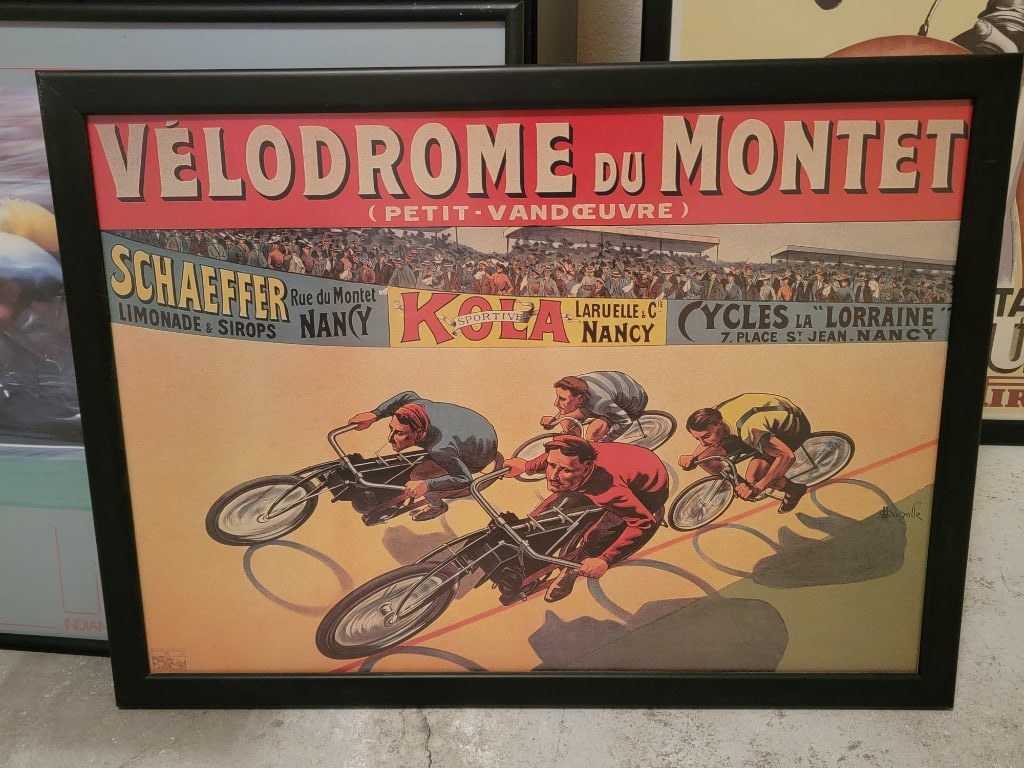 VÉLODROME DU MONTET
(PETIT-VANDŒUVRE)
SCHAEFFER
LIMONADE & SIROPS
Rue du Montet
NANCY
KOLA
SPORTIVE
LARUELLE & Cie
NANCY
CYCLES LA "LORRAINE"
7, PLACE St JEAN. NANCY
INDIAN